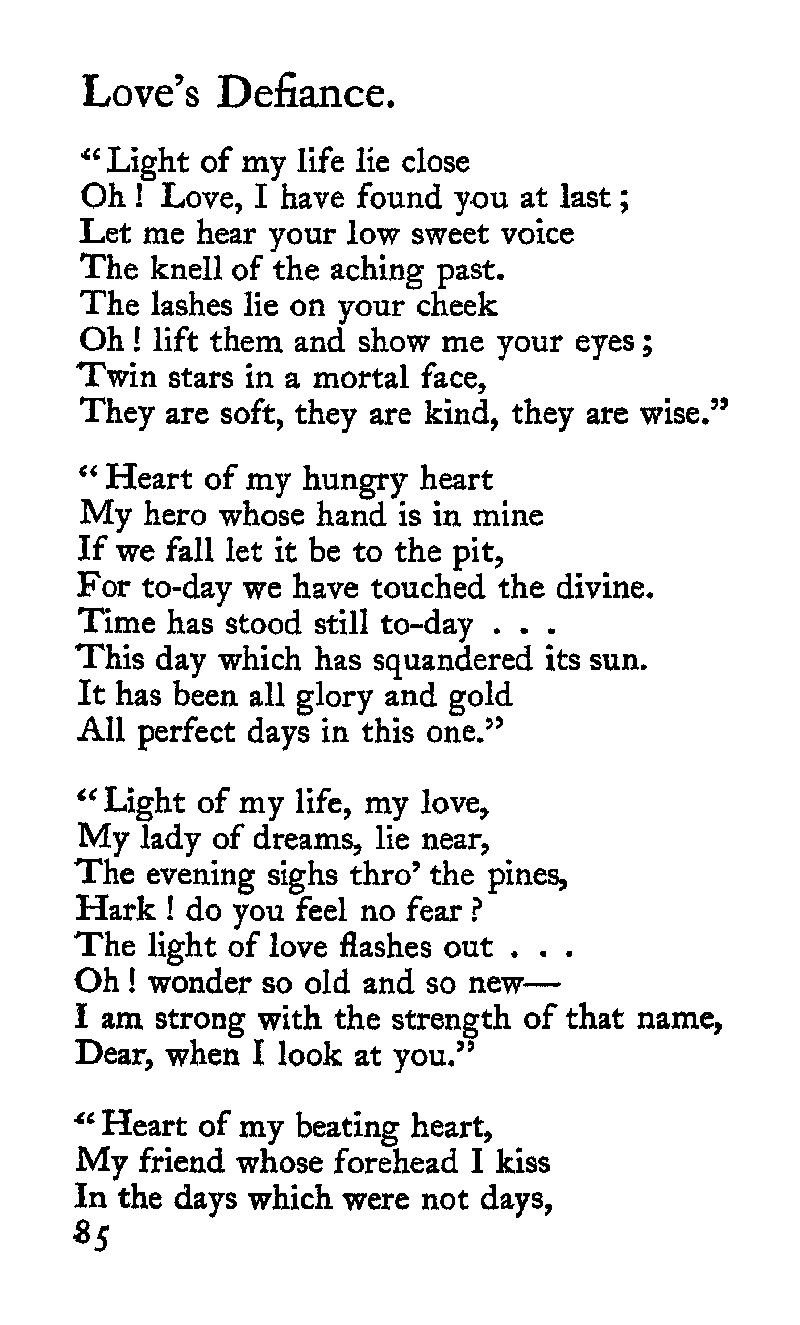 Love's Defiance.
“Light of my life lie close
Oh! Love, I have found you at last;
Let me hear your low sweet voice
The knell of the aching past.
The lashes lie on your cheek
Oh! lift them and show me your eyes;
Twin stars in a mortal face,
They are soft, they are kind, they are wise.”
“Heart of my hungry heart
My hero whose hand is in mine
If we fall let it be to the pit,
For to-day we have touched the divine.
Time has stood still to-day . . .
This day which has squandered its sun.
It has been all glory and gold
All perfect days in this one.”
“Light of my life, my love,
My lady of dreams, lie near,
The evening sighs thro' the pines,
Hark! do you feel no fear?
The light of love flashes out . . .
Oh! wonder so old and so new—
I am strong with the strength of that name,
Dear, when I look at you.”
“Heart of my beating heart,
My friend whose forehead I kiss
In the days which were not days,
85